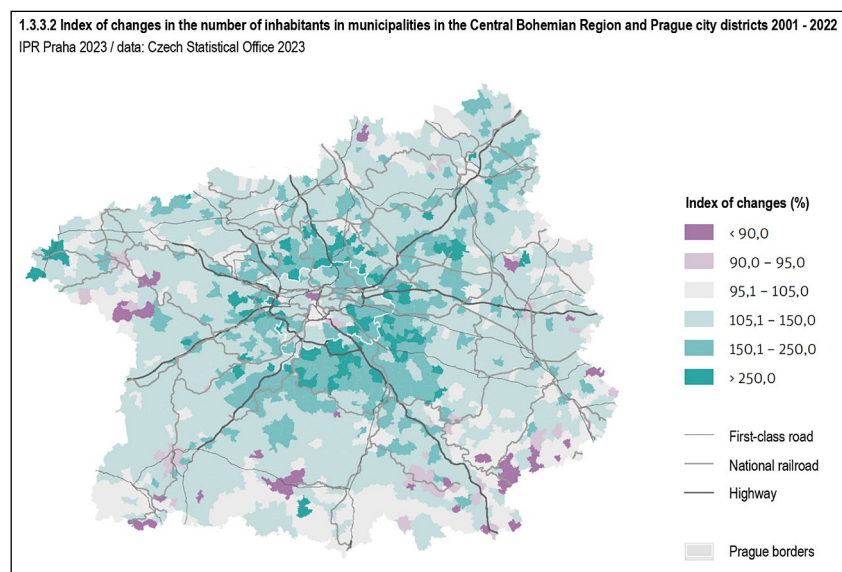 1.3.3.2 Index of changes in the number of inhabitants in municipalities in the Central Bohemian Region and Prague city districts 2001 - 2022
IPR Praha 2023 / data: Czech Statistical Office 2023
Index of changes (%)
< 90,0
90,0 – 95,0
95,1 – 105,0
105,1 – 150,0
150,1 – 250,0
> 250,0
First-class road
National railroad
Highway
Prague borders